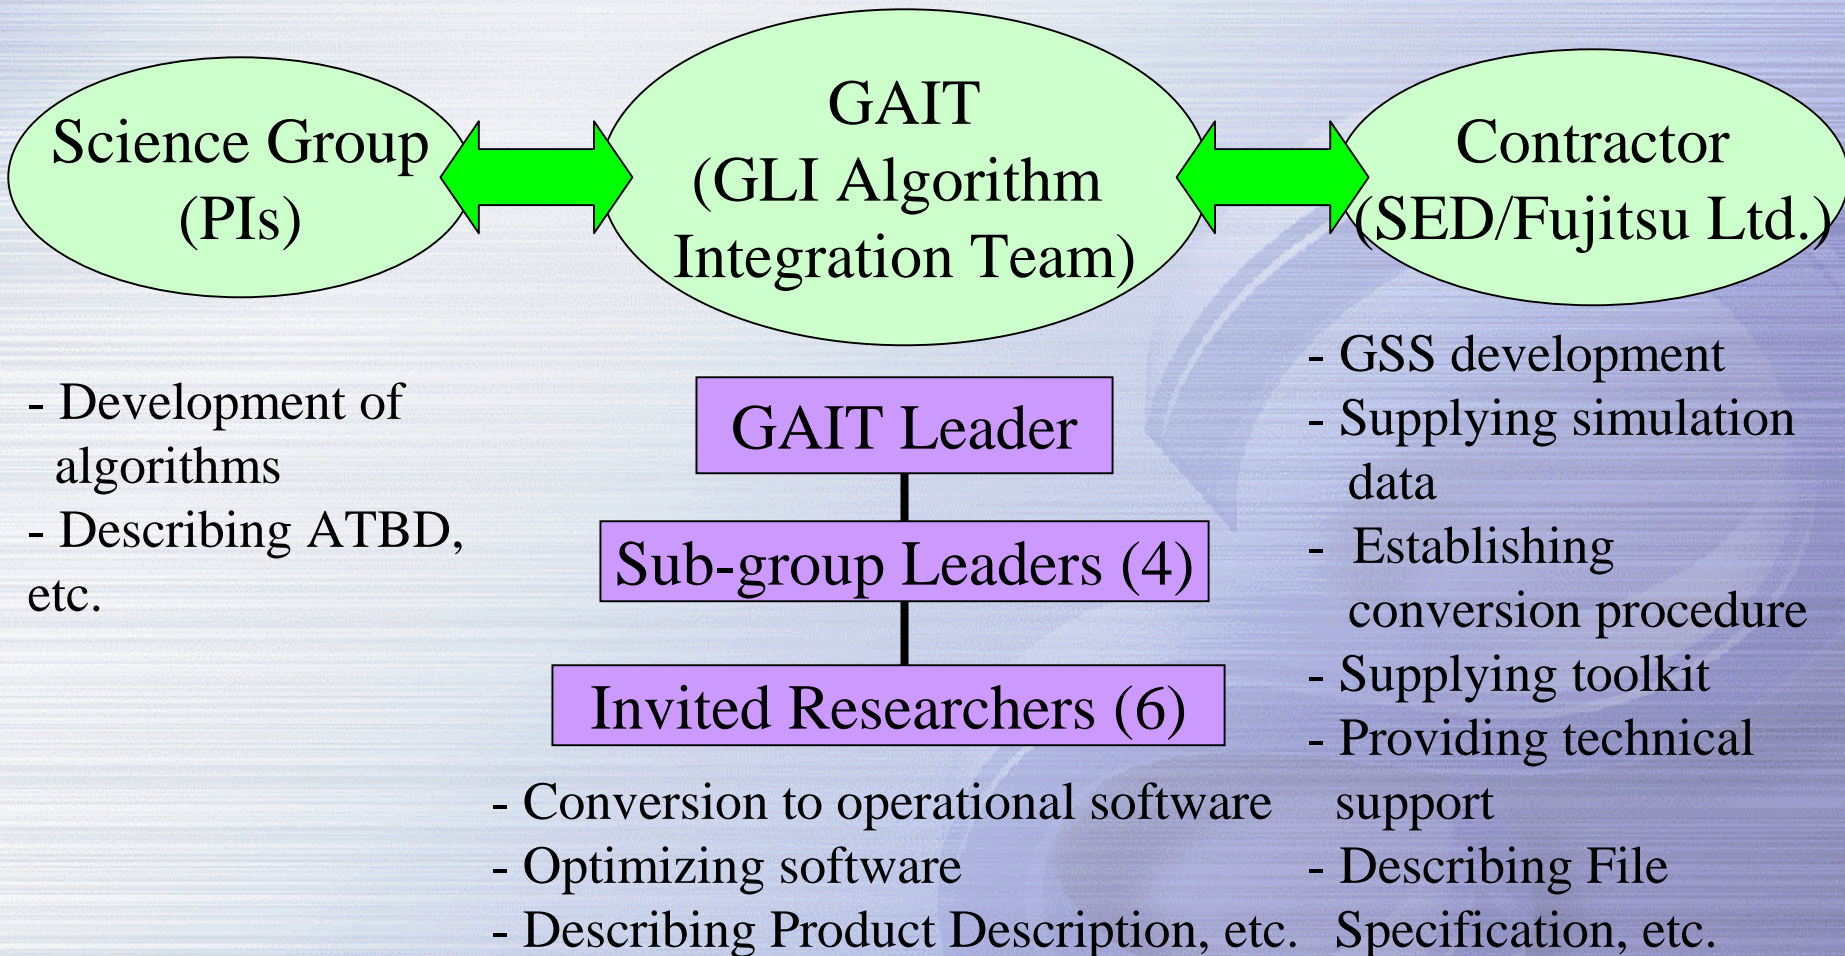 Science Group
(PIs)
GAIT
(GLI Algorithm
Integration Team)
Contractor
(SED/Fujitsu Ltd.)
- Development of
algorithms
- Describing ATBD,
etc.
GAIT Leader
Sub-group Leaders (4)
Invited Researchers (6)
- Conversion to operational software
- Optimizing software
- Describing Product Description, etc.
- GSS development
- Supplying simulation
data
- Establishing
conversion procedure
- Supplying toolkit
- Providing technical
support
- Describing File
Specification, etc.